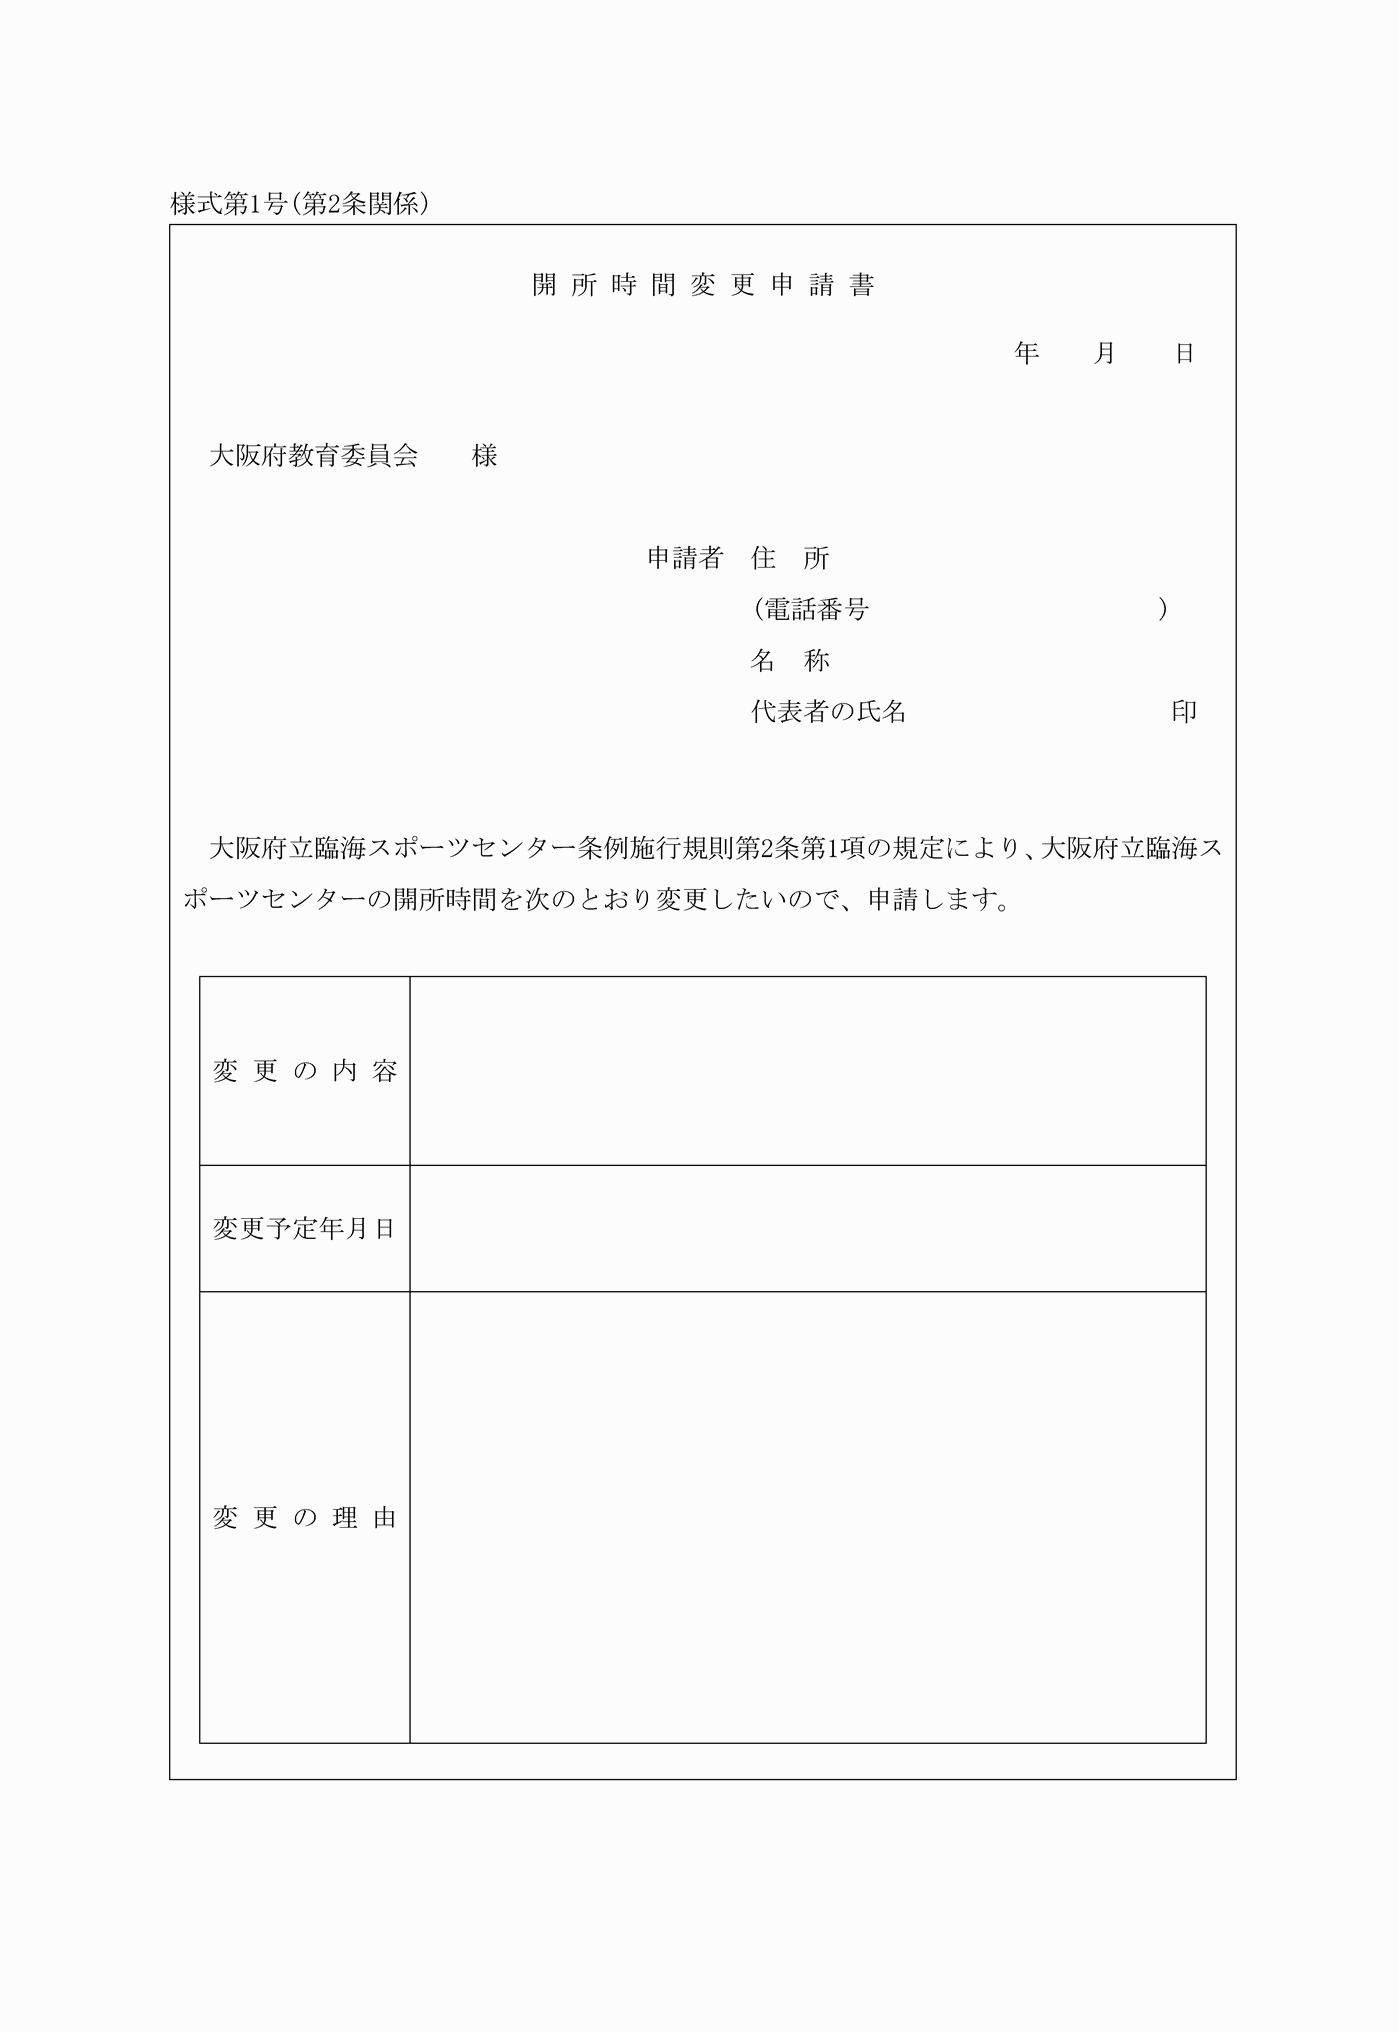 様式第1号(第2条関係)
開所時間変更申請書
年　　月　　日
大阪府教育委員会　　様
申請者　住　所
(電話番号　　　　　　　　　　　)
名　称
代表者の氏名　　　　　　　　　　印
大阪府立臨海スポーツセンター条例施行規則第2条第1項の規定により、大阪府立臨海ス
ポーツセンターの開所時間を次のとおり変更したいので、申請します。
変更の内容
変更予定年月日
変更の理由